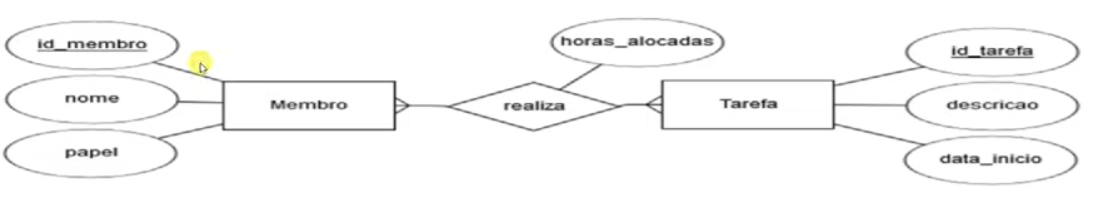 id_membro
nome
papel
Membro
realiza
horas_alocadas
Tarefa
id_tarefa
descricao
data_inicio